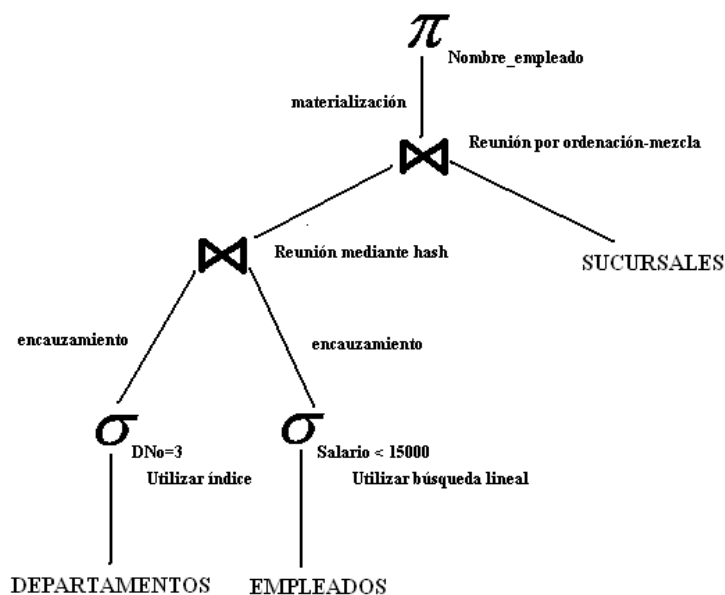 π
Nombre_empleado
materialización
Reunión por ordenación-mezcla
Reunión mediante hash
SUCURSALES
encauzamiento
encauzamiento
σ
DNo=3
Utilizar índice
σ
Salario < 15000
Utilizar búsqueda lineal
DEPARTAMENTOS
EMPLEADOS